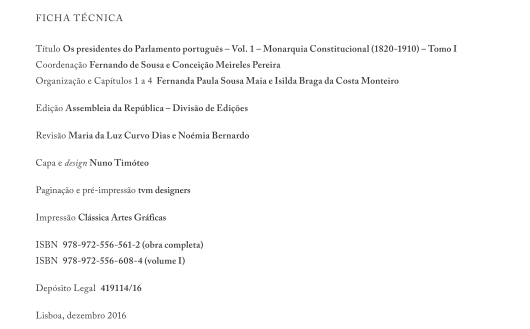 FICHA TÉCNICA
Título Os presidentes do Parlamento português – Vol. 1 – Monarquia Constitucional (1820-1910) – Tomo I
Coordenação Fernando de Sousa e Conceição Meireles Pereira
Organização e Capítulos 1 a 4 Fernanda Paula Sousa Maia e Isilda Braga da Costa Monteiro
Edição Assembleia da República – Divisão de Edições
Revisão Maria da Luz Curvo Dias e Noémia Bernardo
Capa e design Nuno Timóteo
Paginação e pré-impressão tvm designers
Impressão Clássica Artes Gráficas
ISBN 978-972-556-561-2 (obra completa)
ISBN 978-972-556-608-4 (volume I)
Depósito Legal 419114/16
Lisboa, dezembro 2016